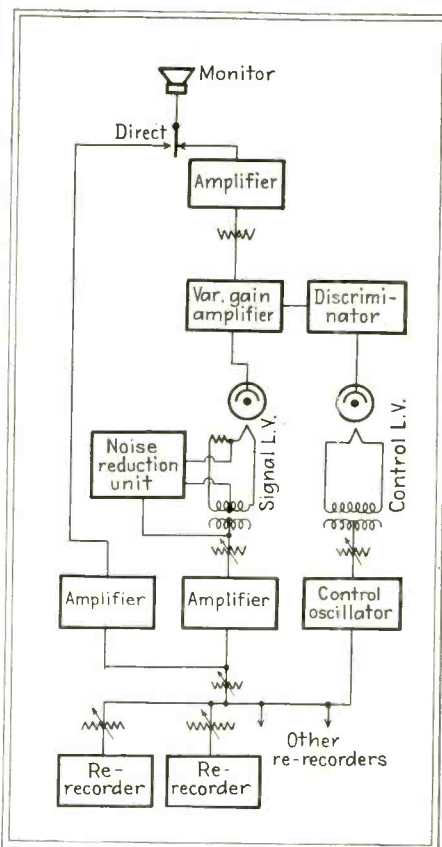 Monitor
Direct
Amplifier
Var. gain
amplifier
Discrimi-
nator
Noise
reduction
unit
Signal L.V.
Control L.V.
Amplifier
Amplifier
Control
oscillator
Other
re-recorders
Re-
recorder
Re-
recorder